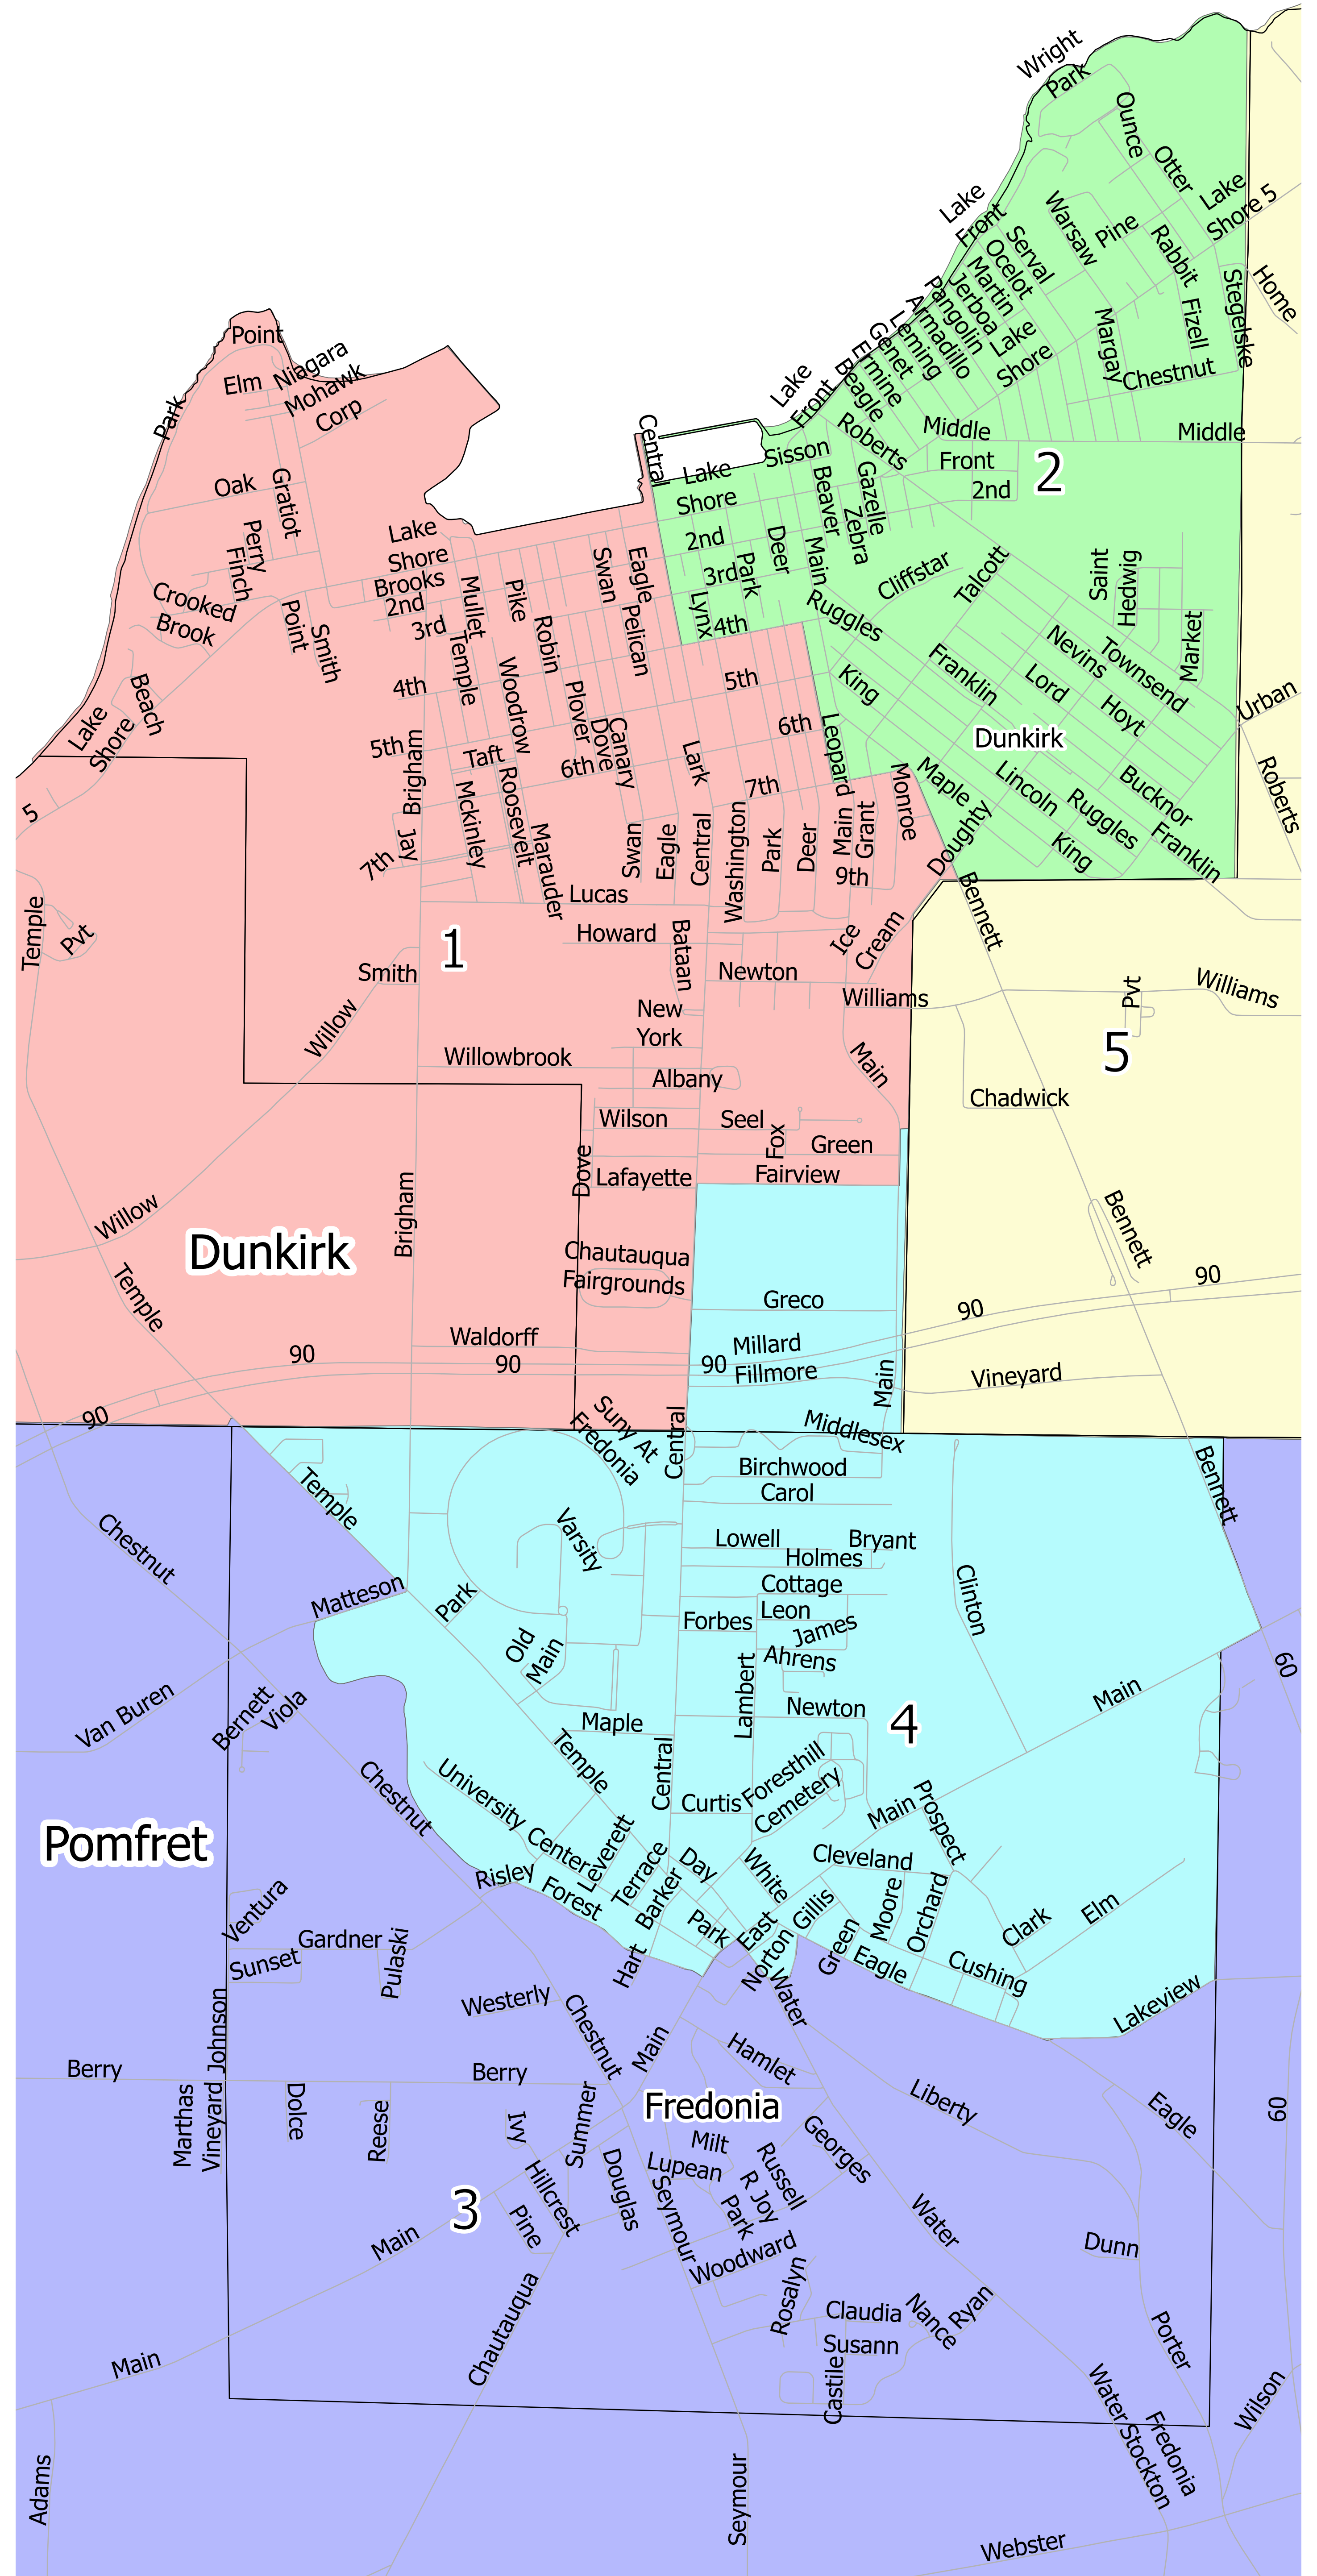 Wright
Park
Ounce
Otter
Lake
Shore 5
Lake
Front
Warsaw
Pine
Rabbit
Serval
Ocelot
Martin
Jerboa
Pangolin
Armadillo
Leming
Genet
Ermine
Beagle
Home
Stegelske
Fizell
Margay
Lake
Shore
Chestnut
Point
Niagara
Elm
Mohawk
Corp
Park
Lake
Front
Roberts
Middle
Middle
Central
Sisson
Front
2
Lake
Shore
2nd
Oak
Gratiot
Beaver
Gazelle
Zebra
Lake
Shore
2nd
Deer
Perry
Finch
Brooks
2nd
3rd
Mullet
Pike
Swan
Eagle
3rd
Park
Main
Cliffstar
Talcott
Saint
Hedwig
Crooked
Brook
Point
Smith
Robin
Pelican
Lynx
4th
Ruggles
Nevins
Townsend
Market
Temple
Woodrow
4th
5th
King
Franklin
Lord
Hoyt
Beach
Lake
Shore
Plover
Dove
Canary
Lark
6th
Leopard
Dunkirk
Urban
5th
Brigham
Taft
6th
7th
Maple
Lincoln
Bucknor
Roberts
5
Mckinley
Roosevelt
Marauder
Monroe
Ruggles
Jay
7th
Swan
Eagle
Central
Washington
Park
Deer
Main
Grant
9th
Doughty
King
Franklin
Lucas
Bennett
Temple
Pvt
1
Howard
Bataan
Ice
Cream
Smith
Newton
Williams
Pvt
Williams
Willow
New
York
5
Willowbrook
Albany
Main
Chadwick
Wilson
Seel
Fox
Green
Dove
Lafayette
Fairview
Brigham
Willow
Dunkirk
Bennett
Chautauqua
Fairgrounds
90
Temple
Greco
90
Waldorff
Millard
90
90
90
Fillmore
Main
Vineyard
90
Suny At
Fredonia
Central
Middlesex
Birchwood
Bennett
Temple
Carol
Chestnut
Varsity
Lowell
Bryant
Holmes
Matteson
Park
Cottage
Clinton
Forbes
Leon
James
Old
Main
Ahrens
60
Lambert
Van Buren
Bernett
Viola
Newton
4
Main
Maple
Temple
Central
Chestnut
University
Curtis
Foresthill
Cemetery
Main
Prospect
Pomfret
Center
Leverett
Terrace
Day
White
Cleveland
Risley
Forest
Barker
Park
East
Gillis
Moore
Orchard
Clark
Elm
Ventura
Gardner
Sunset
Pulaski
Hart
Norton
Green
Eagle
Cushing
Westerly
Chestnut
Water
Lakeview
Johnson
Main
Hamlet
Berry
Berry
Marthas
Vineyard
Dolce
Reese
Ivy
Summer
Fredonia
Liberty
Eagle
60
Milt
Lupean
Georges
Russell
R Joy
Park
3
Hillcrest
Douglas
Seymour
Pine
Main
Water
Woodward
Dunn
Rosalyn
Claudia
Susann
Nance
Ryan
Chautauqua
Main
Castile
Porter
Water
Stockton
Fredonia
Wilson
Adams
Seymour
Webster